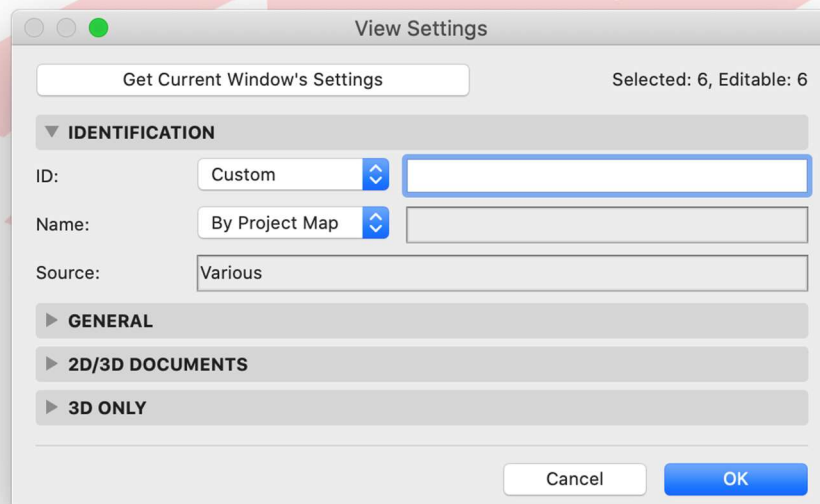 View Settings
Get Current Window's Settings Selected: 6, Editable: 6
IDENTIFICATION
ID: Custom
Name: By Project Map
Source: Various
GENERAL
2D/3D DOCUMENTS
3D ONLY
Cancel OK